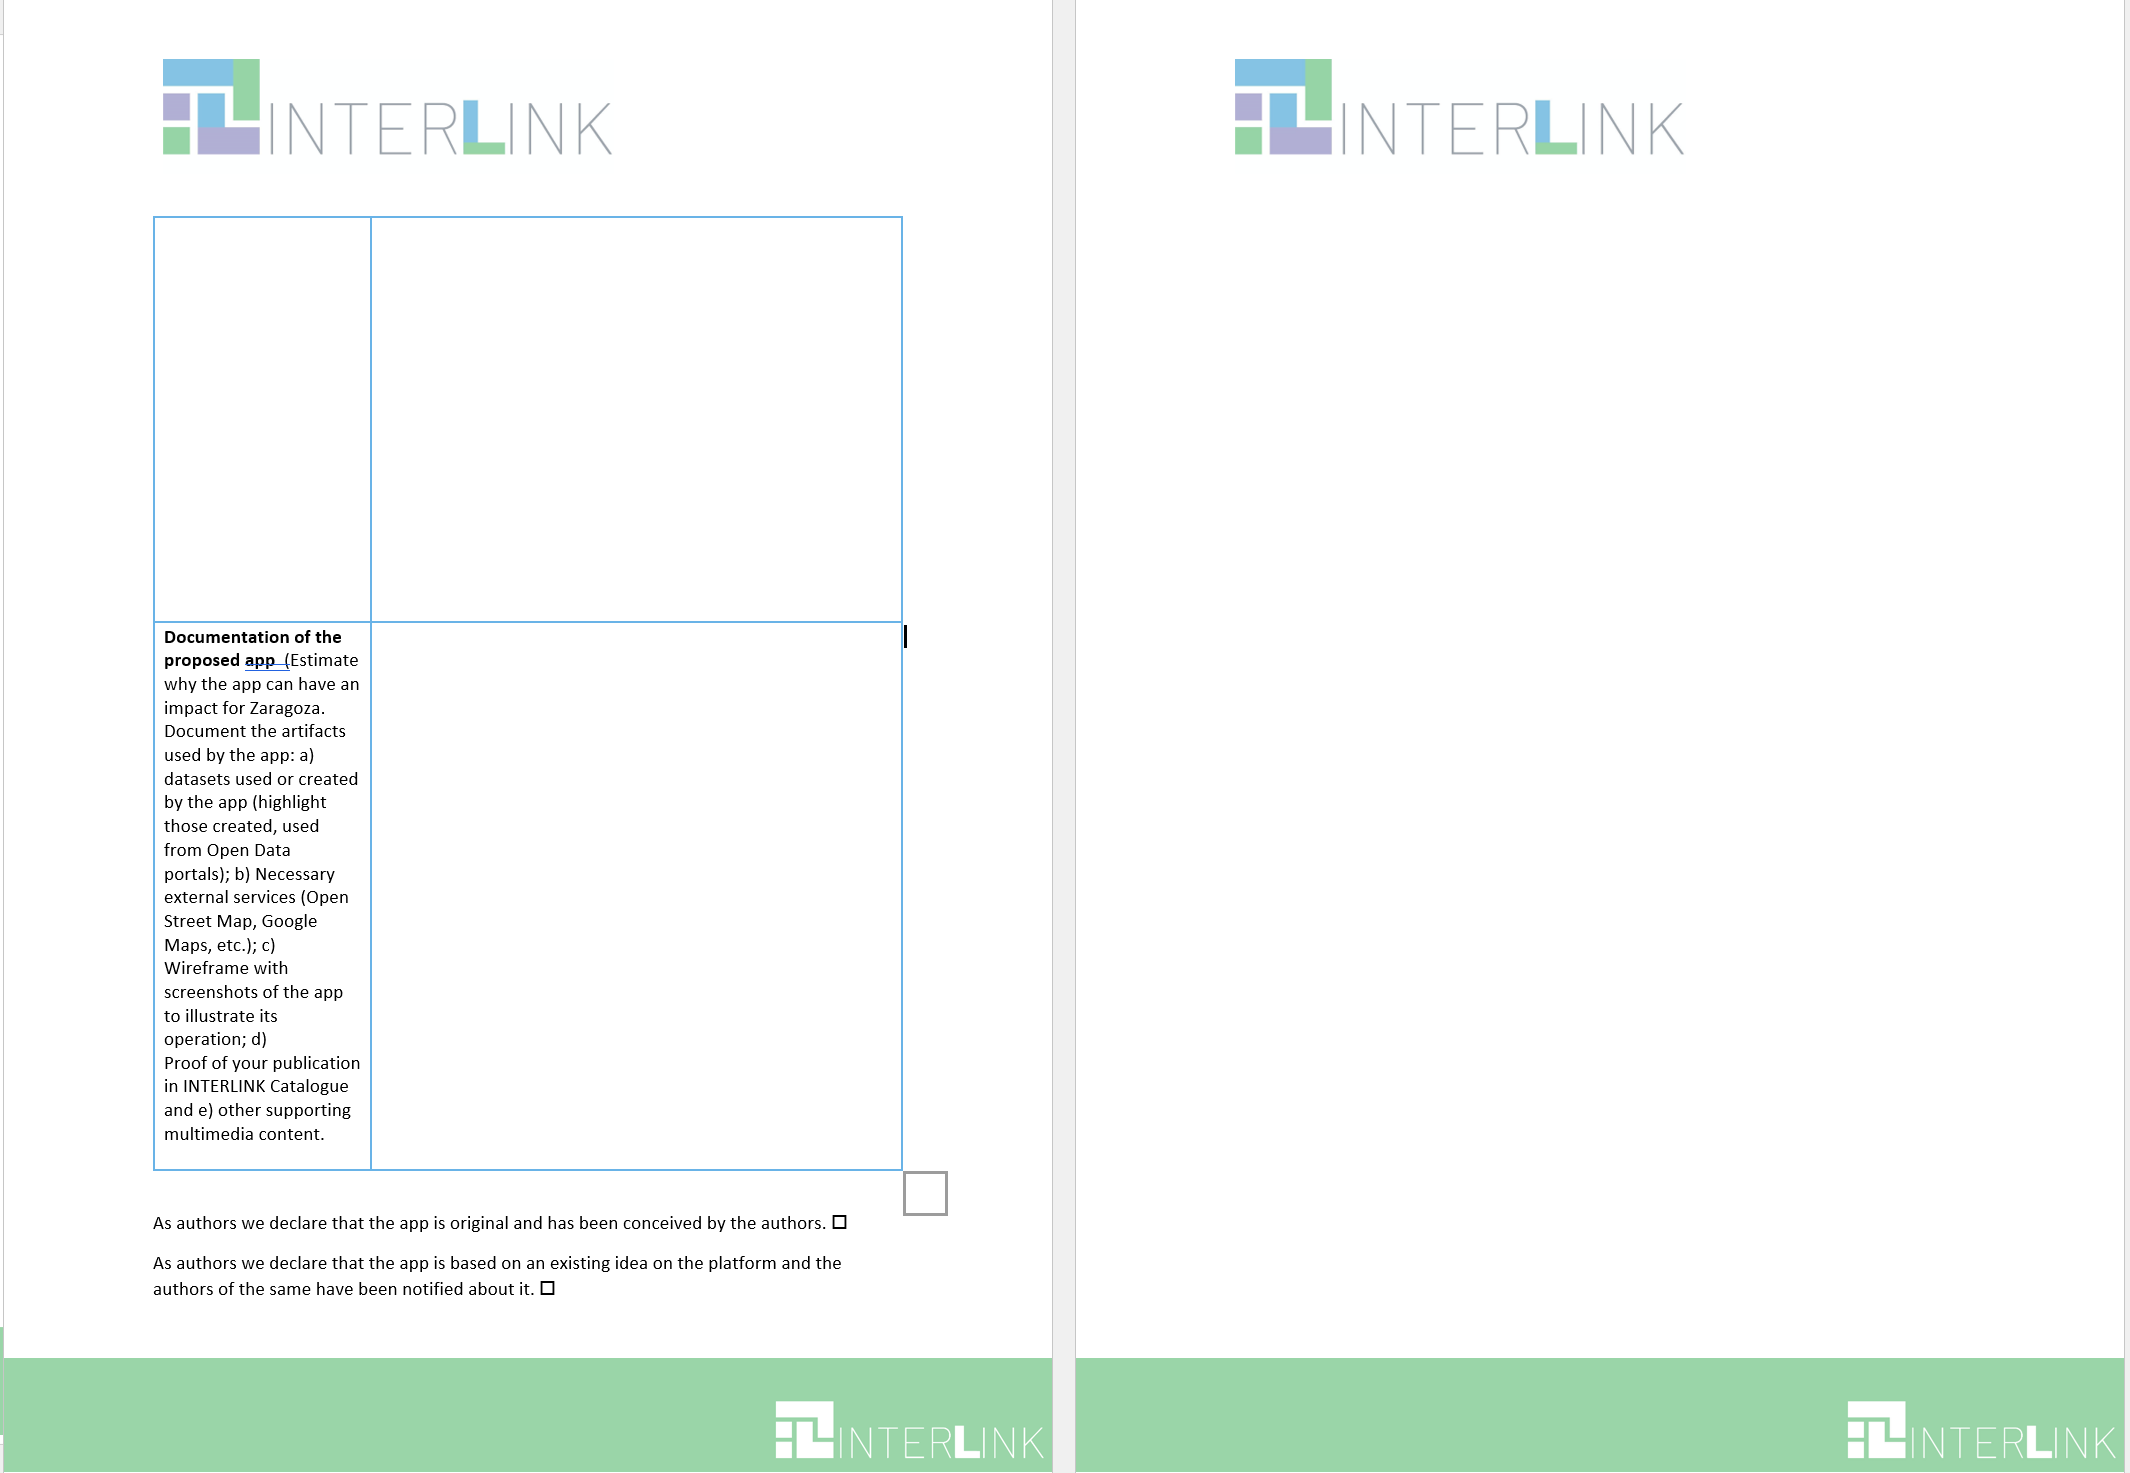 INTERLINK
Documentation of the
proposed app  (Estimate
why the app can have an
impact for Zaragoza.
Document the artifacts
used by the app: a)
datasets used or created
by the app (highlight
those created, used
from Open Data
portals); b) Necessary
external services (Open
Street Map, Google
Maps, etc.); c)
Wireframe with
screenshots of the app
to illustrate its
operation; d)
Proof of your publication
in INTERLINK Catalogue
and e) other supporting
multimedia content.
As authors we declare that the app is original and has been conceived by the authors. ☐
As authors we declare that the app is based on an existing idea on the platform and the
authors of the same have been notified about it. ☐
INTERLINK
INTERLINK
INTERLINK